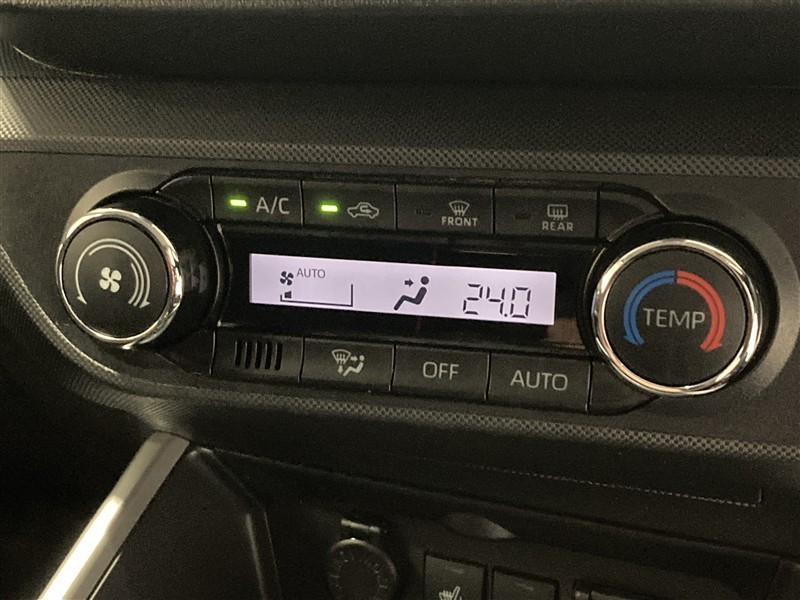 A/C
FRONT
REAR
AUTO
24.0
TEMP
OFF
AUTO